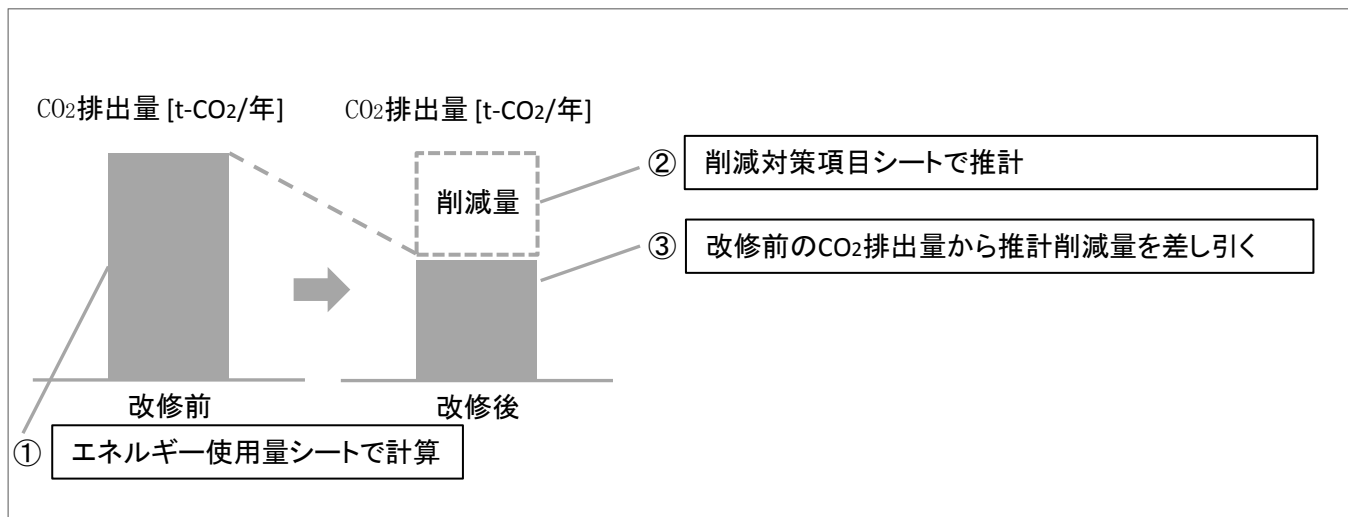 CO2排出量 [t-CO2/年]
CO2排出量 [t-CO2/年]
② 削減対策項目シートで推計
削減量
③ 改修前のCO2排出量から推計削減量を差し引く
改修前
改修後
① エネルギー使用量シートで計算